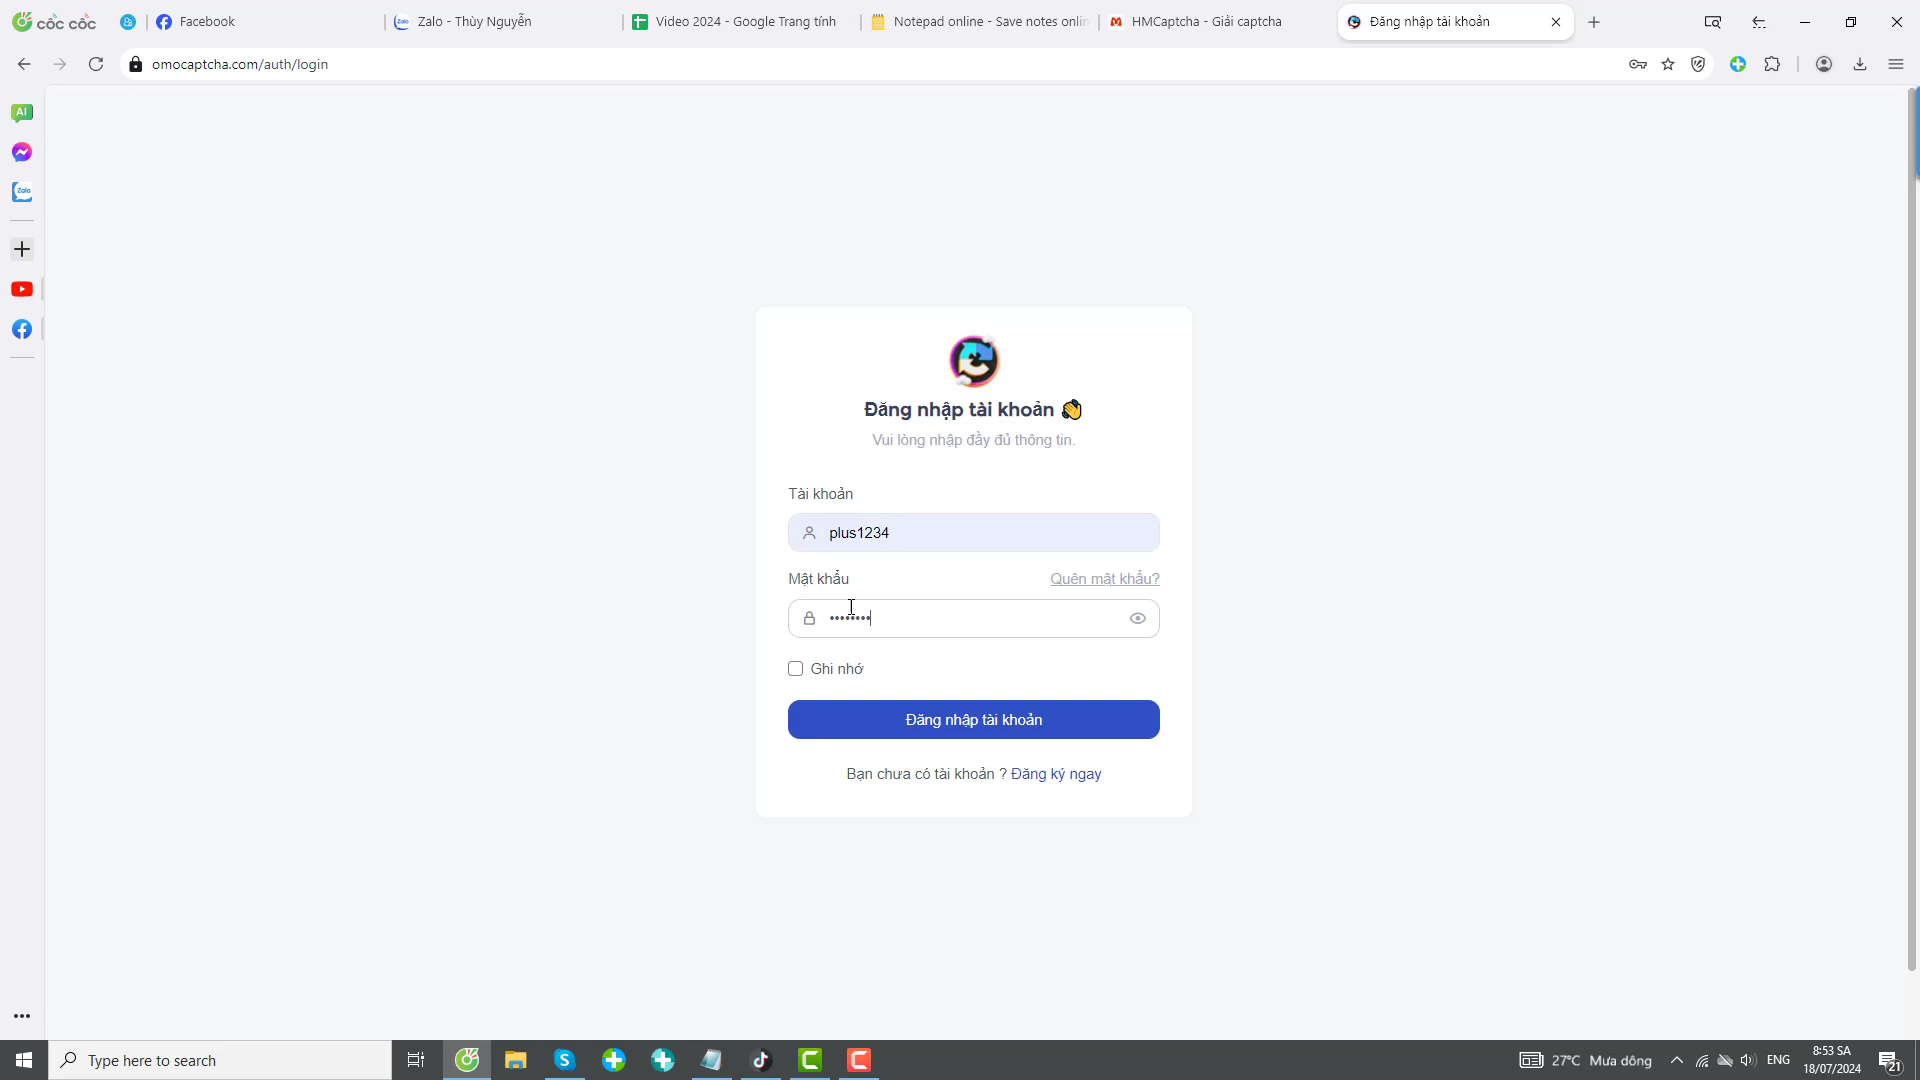 cốc cốc
Facebook
Zalo - Thùy Nguyễn
Video 2024 - Google Trang tính
Notepad online - Save notes onlin
HMCaptcha - Giải captcha
Đăng nhập tài khoản
omocaptcha.com/auth/login
AI
Zalo
Đăng nhập tài khoản 👋
Vui lòng nhập đầy đủ thông tin.
Tài khoản
plus1234
Mật khẩu
Quên mật khẩu?
••••••••
Ghi nhớ
Đăng nhập tài khoản
Bạn chưa có tài khoản ? Đăng ký ngay
Type here to search
27°C Mưa dông
ENG
8:53 SA
18/07/2024
21